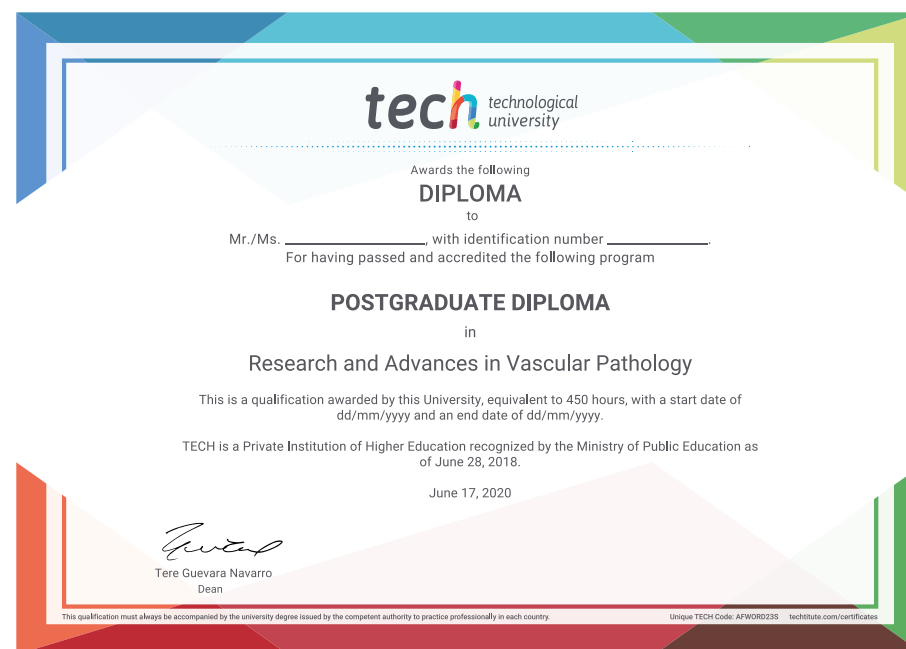 tech technological
university
Awards the following
DIPLOMA
to
Mr./Ms. ____________________, with identification number ______________.
For having passed and accredited the following program
POSTGRADUATE DIPLOMA
in
Research and Advances in Vascular Pathology
This is a qualification awarded by this University, equivalent to 450 hours, with a start date of
dd/mm/yyyy and an end date of dd/mm/yyyy.
TECH is a Private Institution of Higher Education recognized by the Ministry of Public Education as
of June 28, 2018.
June 17, 2020
Tere Guevara Navarro
Dean
This qualification must always be accompanied by the university degree issued by the competent authority to practice professionally in each country.
Unique TECH Code: AFWORD23S techtitute.com/certificates